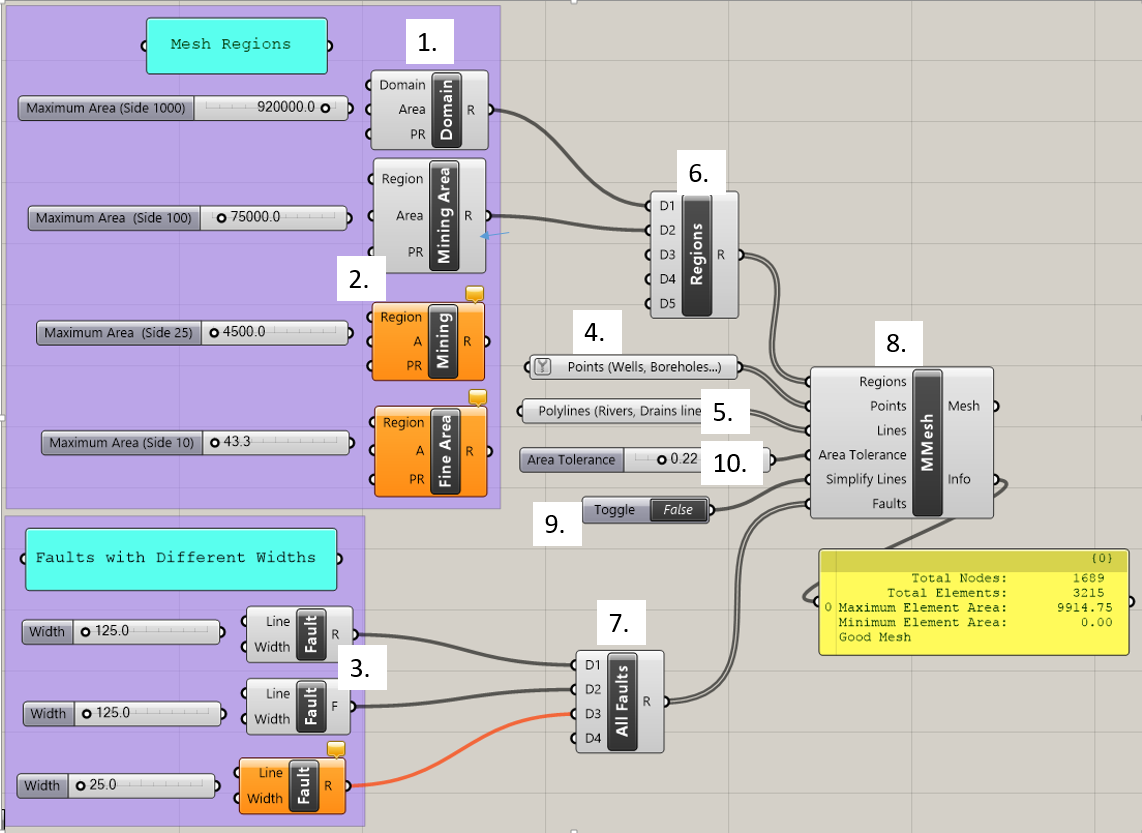 Mesh Regions
1.
Maximum Area (Side 1000) 920000.0
Domain
Area
PR
Domain
R
Maximum Area (Side 100) 75000.0
Region
Area
PR
Mining Area
R
2.
Maximum Area (Side 25) 4500.0
Region
A
PR
Mining
R
Maximum Area (Side 10) 43.3
Region
A
PR
Fine Area
R
6.
D1
D2
D3
D4
D5
Regions
R
4.
Points (Wells, Boreholes...)
Polylines (Rivers, Drains line
5.
Area Tolerance 0.22
10.
9.
Toggle False
8.
Regions
Points
Lines
Area Tolerance
Simplify Lines
Faults
MMesh
Mesh
Info
{0}
0
Total Nodes: 1689
Total Elements: 3215
Maximum Element Area: 9914.75
Minimum Element Area: 0.00
Good Mesh
Faults with Different Widths
Width 125.0
Line
Width
Fault
R
3.
Width 125.0
Line
Width
Fault
F
Width 25.0
Line
Width
Fault
R
7.
D1
D2
D3
D4
All Faults
R